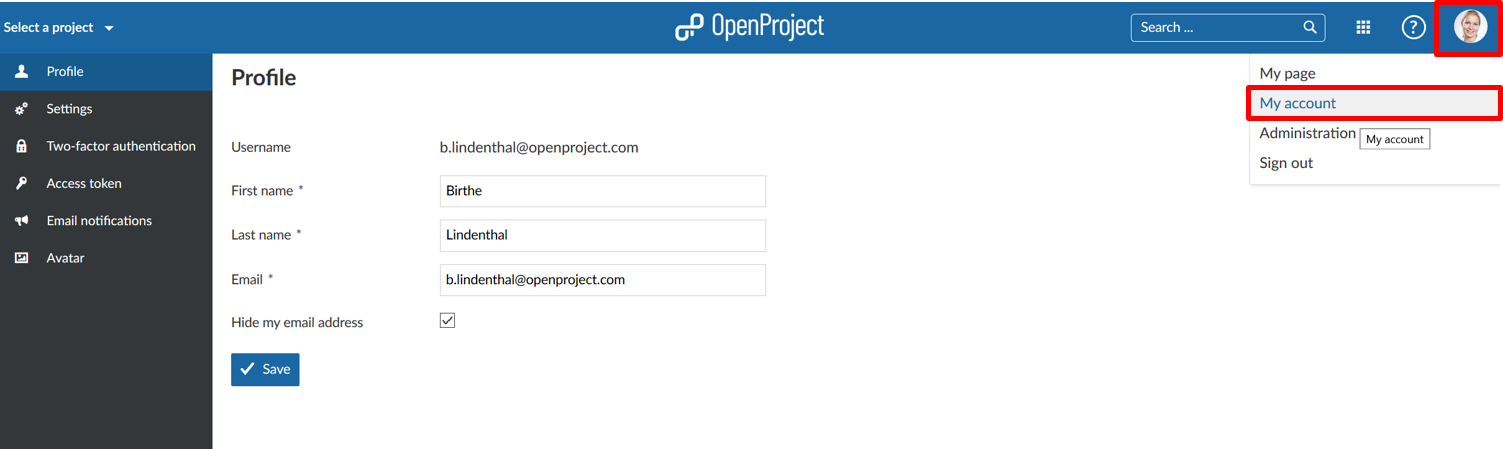 Select a project
OpenProject
Search ...
?
Profile
Settings
Two-factor authentication
Access token
Email notifications
Avatar
Profile
Username b.lindenthal@openproject.com
First name * Birthe
Last name * Lindenthal
Email * b.lindenthal@openproject.com
Hide my email address
Save
My page
My account
Administration
My account
Sign out